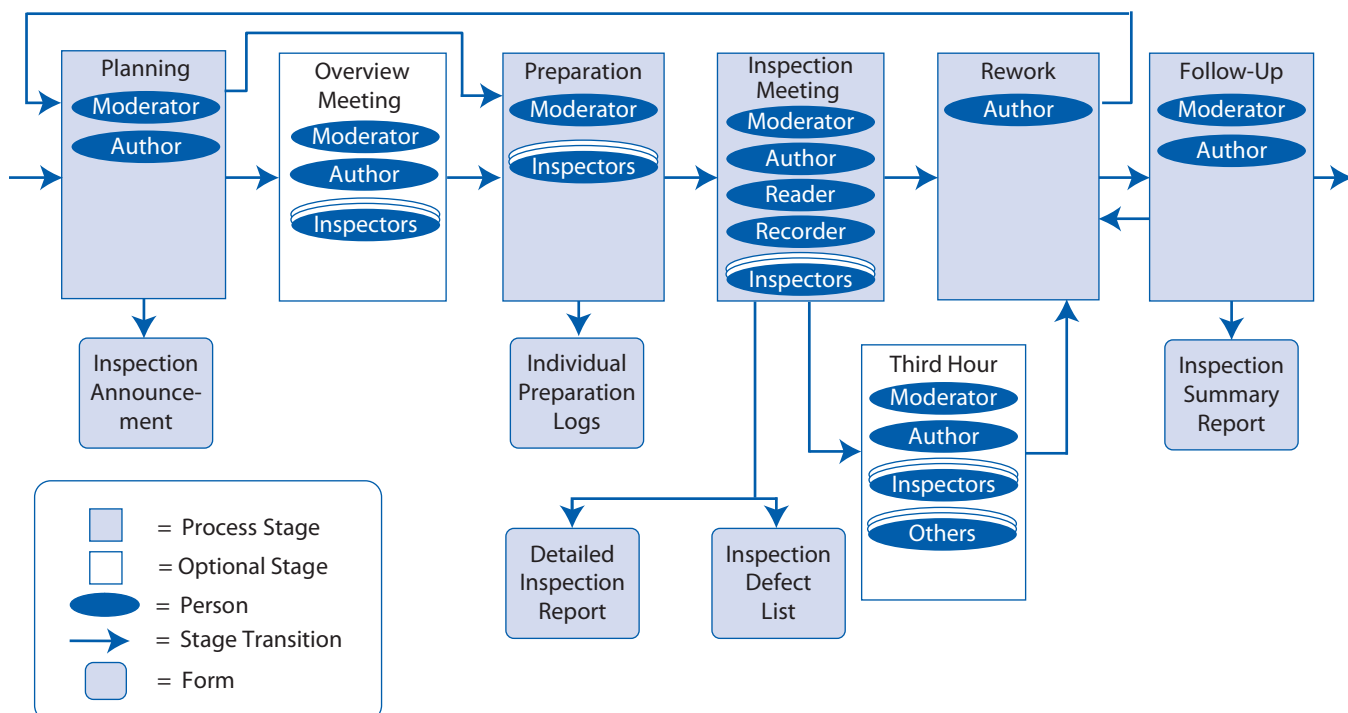 Planning
Moderator
Author
Overview
Meeting
Moderator
Author
Inspectors
Preparation
Moderator
Inspectors
Inspection
Meeting
Moderator
Author
Reader
Recorder
Inspectors
Rework
Author
Follow-Up
Moderator
Author
Inspection
Announce-
ment
Individual
Preparation
Logs
Third Hour
Moderator
Author
Inspectors
Others
Inspection
Summary
Report
Detailed
Inspection
Report
Inspection
Defect
List
= Process Stage
= Optional Stage
= Person
= Stage Transition
= Form